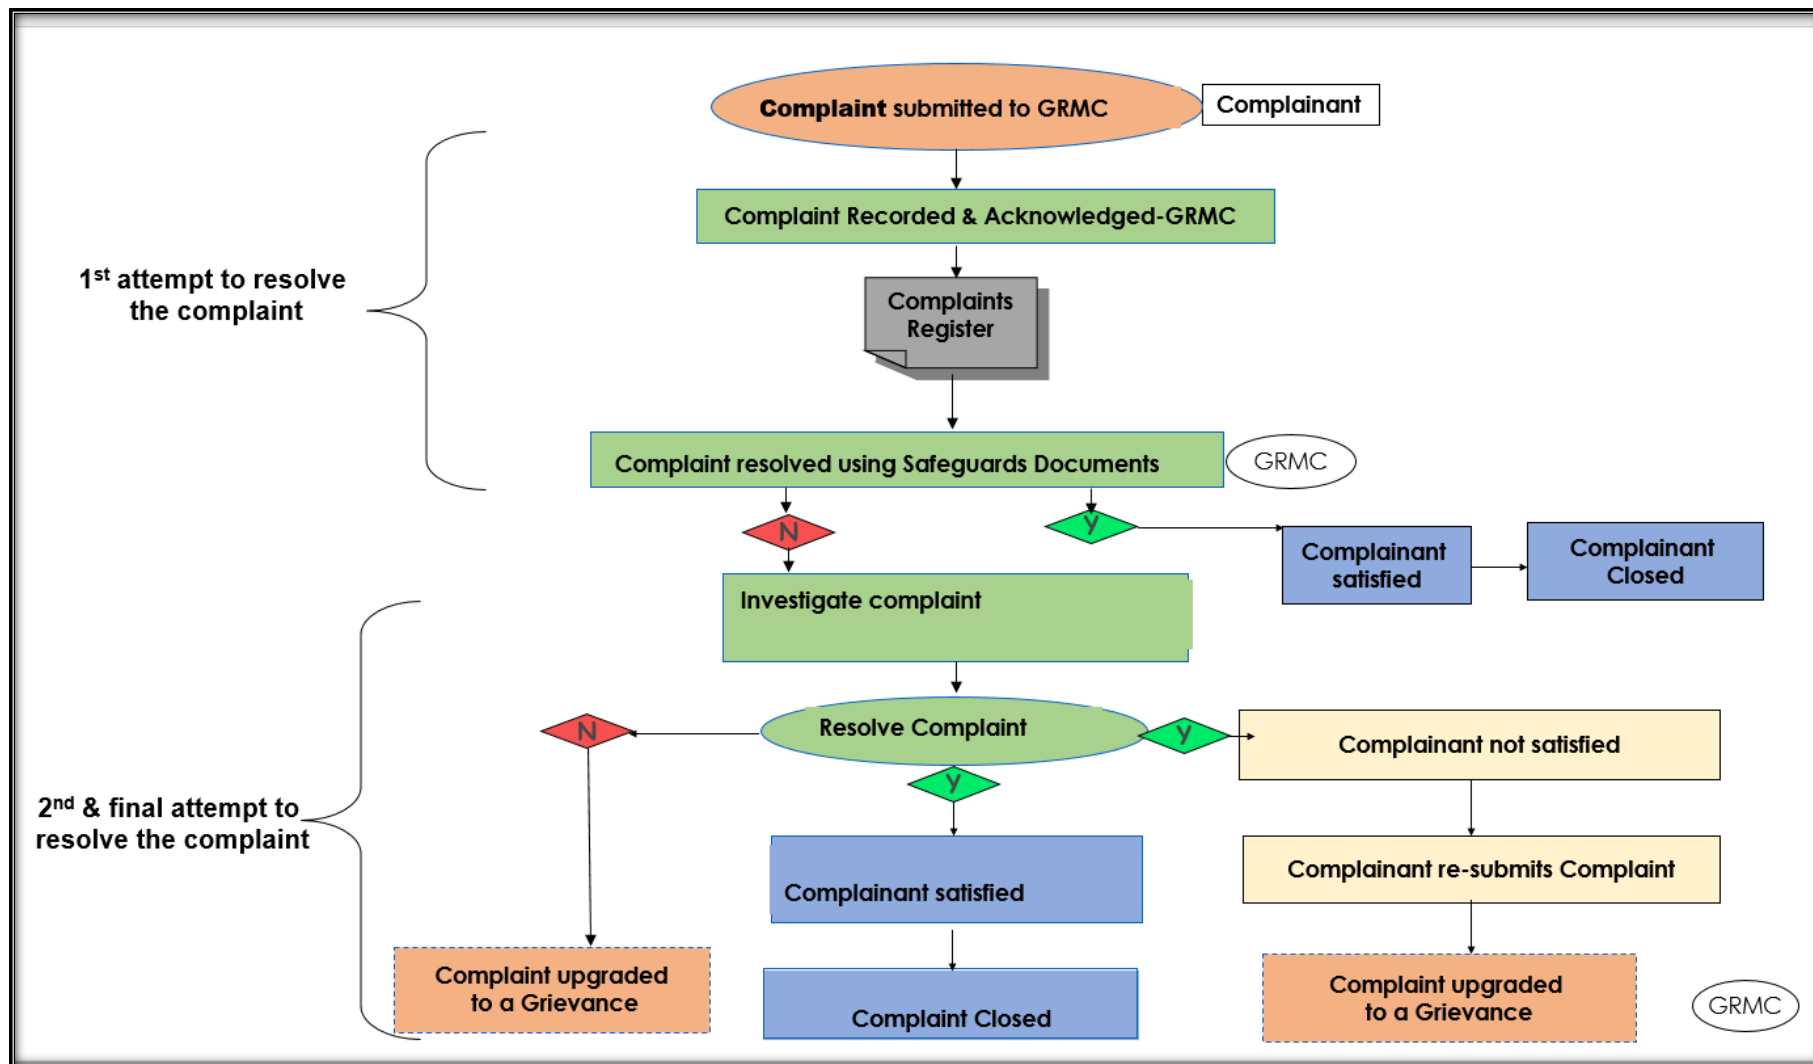 Complaint submitted to GRMC
Complainant
Complaint Recorded & Acknowledged-GRMC
1st attempt to resolve
the complaint
Complaints
Register
Complaint resolved using Safeguards Documents
GRMC
N
Y
Complainant
satisfied
Complainant
Closed
Investigate complaint
N
Resolve Complaint
Y
Complainant not satisfied
Y
2nd & final attempt to
resolve the complaint
Complainant satisfied
Complainant re-submits Complaint
Complaint upgraded
to a Grievance
Complaint Closed
Complaint upgraded
to a Grievance
GRMC